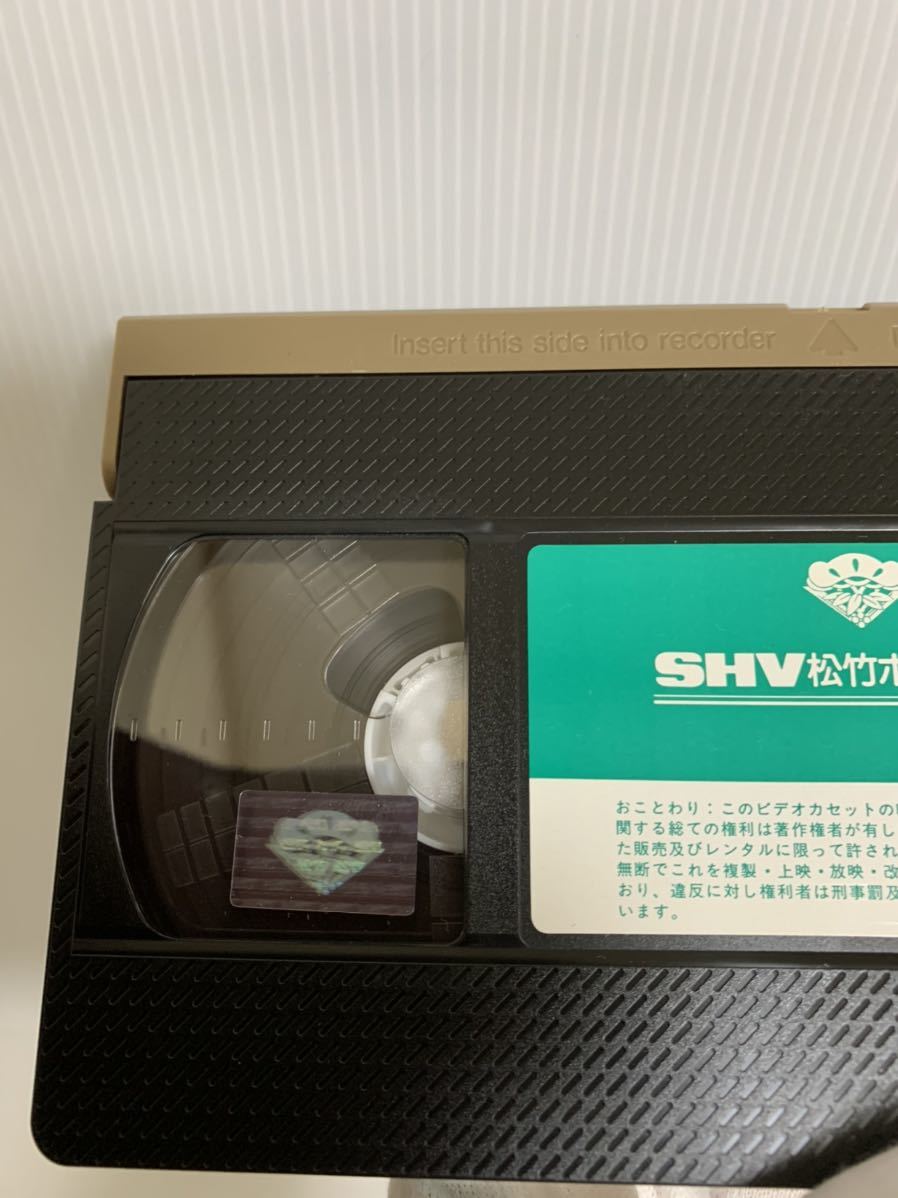 Insert this side into recorder
SHV松竹ホ
おことわり：このビデオカセットの
関する総ての権利は著作権者が有し
た販売及びレンタルに限って許され
無断でこれを複製・上映・放映・改
おり、違反に対し権利者は刑事罰及
います。